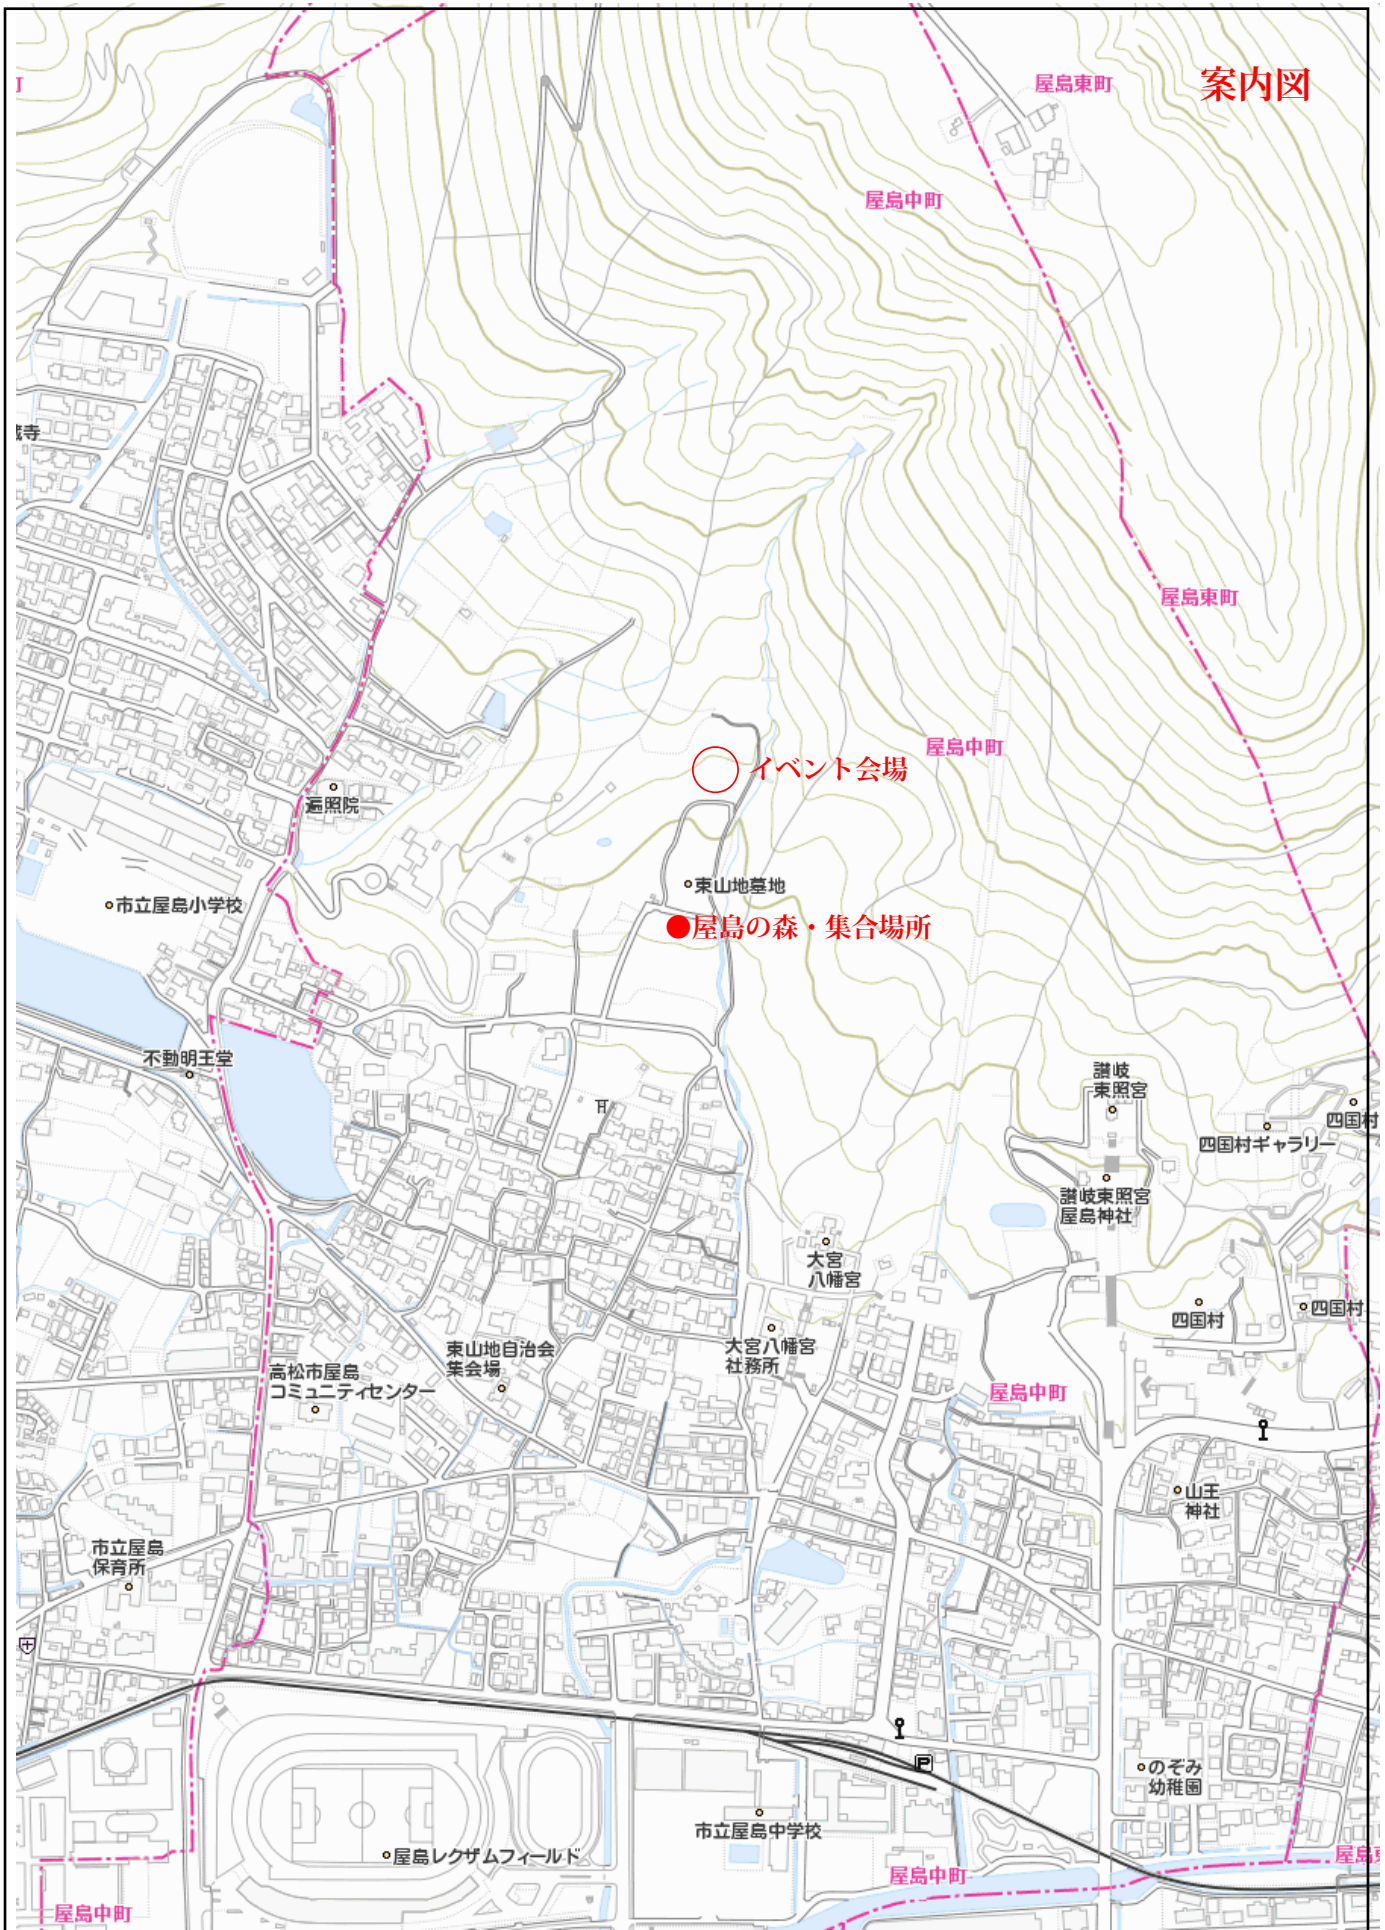 案内図
屋島東町
屋島中町
蔵寺
屋島東町
屋島中町
イベント会場
遍照院
東山地墓地
市立屋島小学校
屋島の森・集合場所
不動明王堂
讃岐
東照宮
四国村
四国村ギャラリー
讃岐東照宮
屋島神社
大宮
八幡宮
四国村
四国村
大宮八幡宮
社務所
東山地自治会
集会場
高松市屋島
コミュニティセンター
屋島中町
山王
神社
市立屋島
保育所
P
のぞみ
幼稚園
市立屋島中学校
屋島レクザムフィールド
屋島東
屋島中町
屋島中町